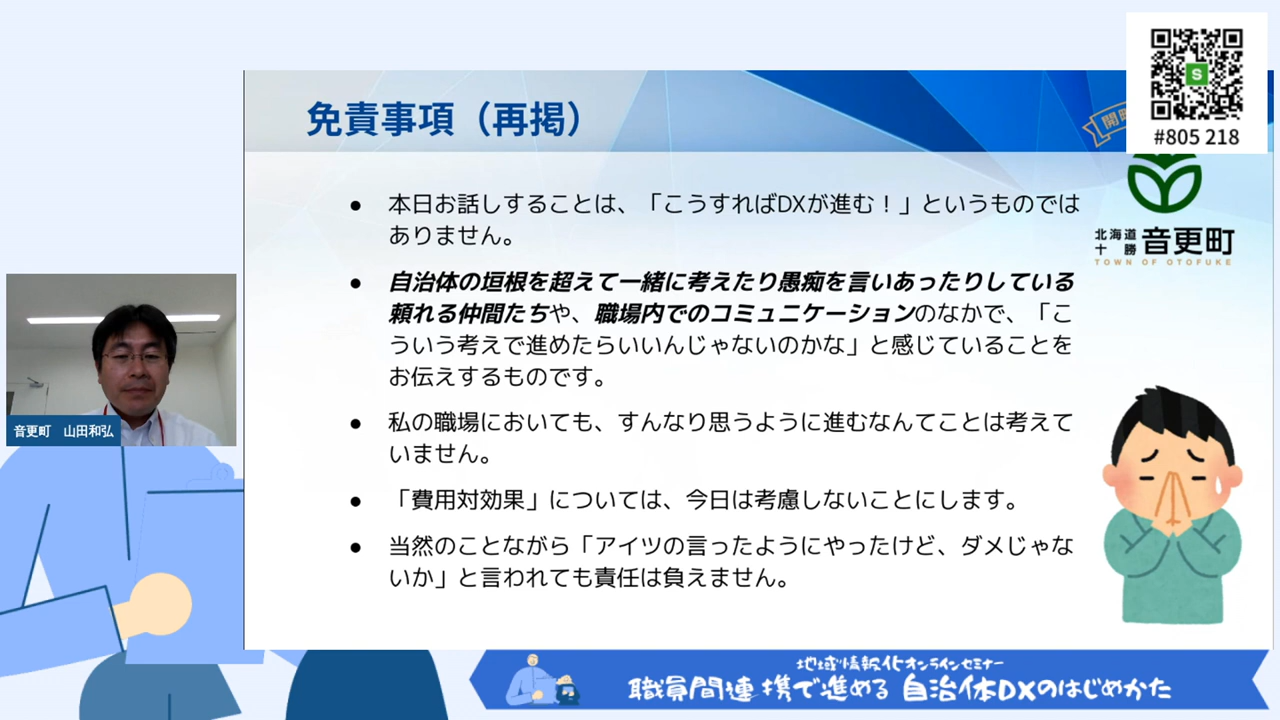 S
#805 218
免責事項（再掲）
北海道
十勝
音更町
TOWN OF OTOFUKE
● 本日お話しすることは、「こうすればDXが進む！」というものでは
ありません。
● 自治体の垣根を超えて一緒に考えたり愚痴を言いあったりしている
頼れる仲間たちや、職場内でのコミュニケーションのなかで、「こ
ういう考えで進めたらいいんじゃないのかな」と感じていることを
お伝えするものです。
● 私の職場においても、すんなり思うように進むなんてことは考えて
いません。
● 「費用対効果」については、今日は考慮しないことにします。
● 当然のことながら「アイツの言ったようにやったけど、ダメじゃな
いか」と言われても責任は負えません。
音更町　山田和弘
地域情報化オンラインセミナー
職員間連携で進める 自治体DXのはじめかた